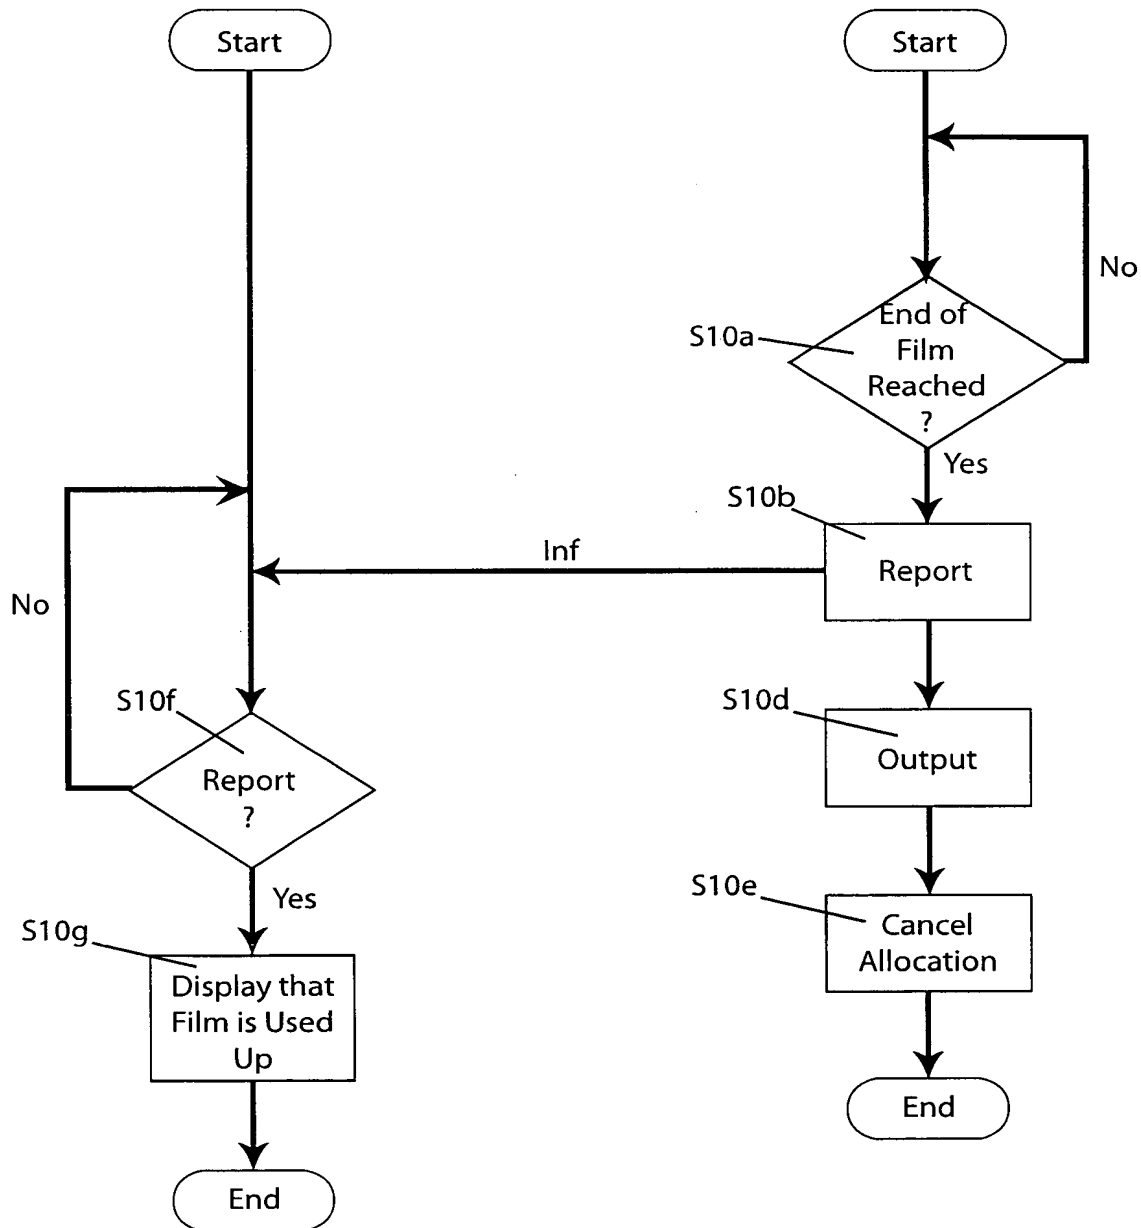 Start
Start
No
S10a
End of
Film
Reached
?
Yes
S10b
Inf
Report
No
S10f
S10d
Output
Report
?
Yes
S10e
Cancel
Allocation
S10g
Display that
Film is Used
Up
End
End